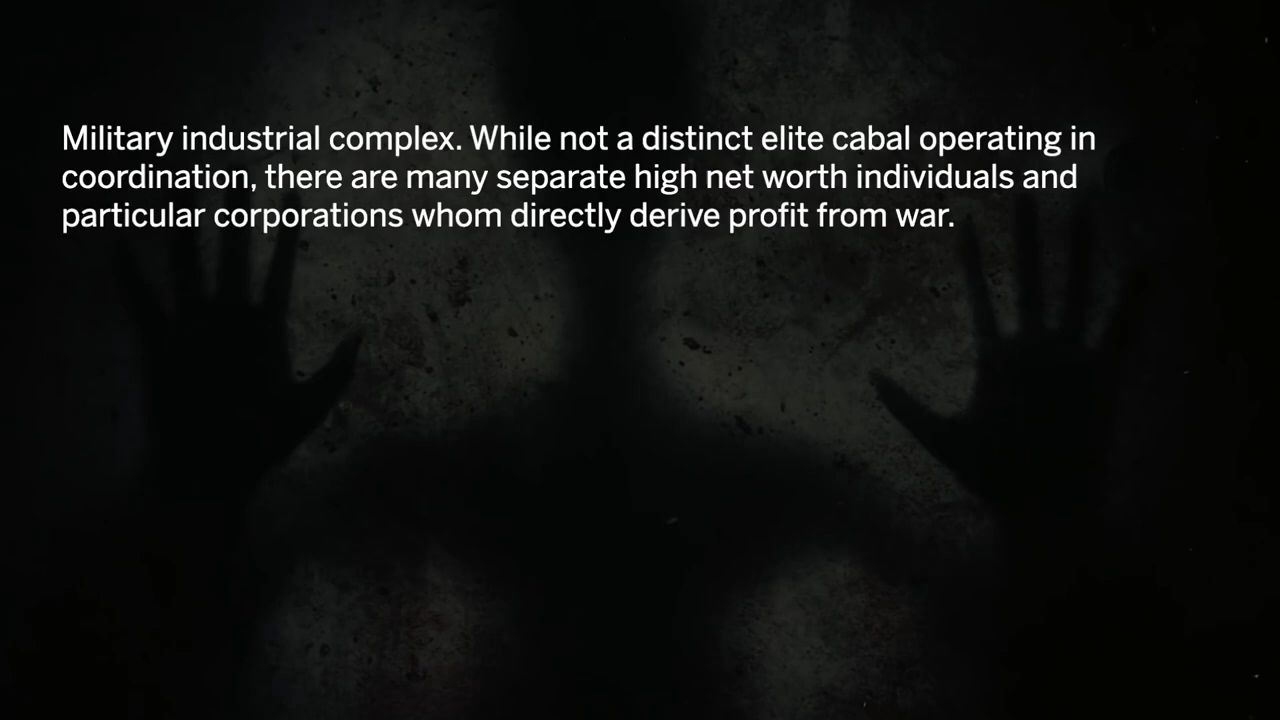 Military industrial complex. While not a distinct elite cabal operating in
coordination, there are many separate high net worth individuals and
particular corporations whom directly derive profit from war.